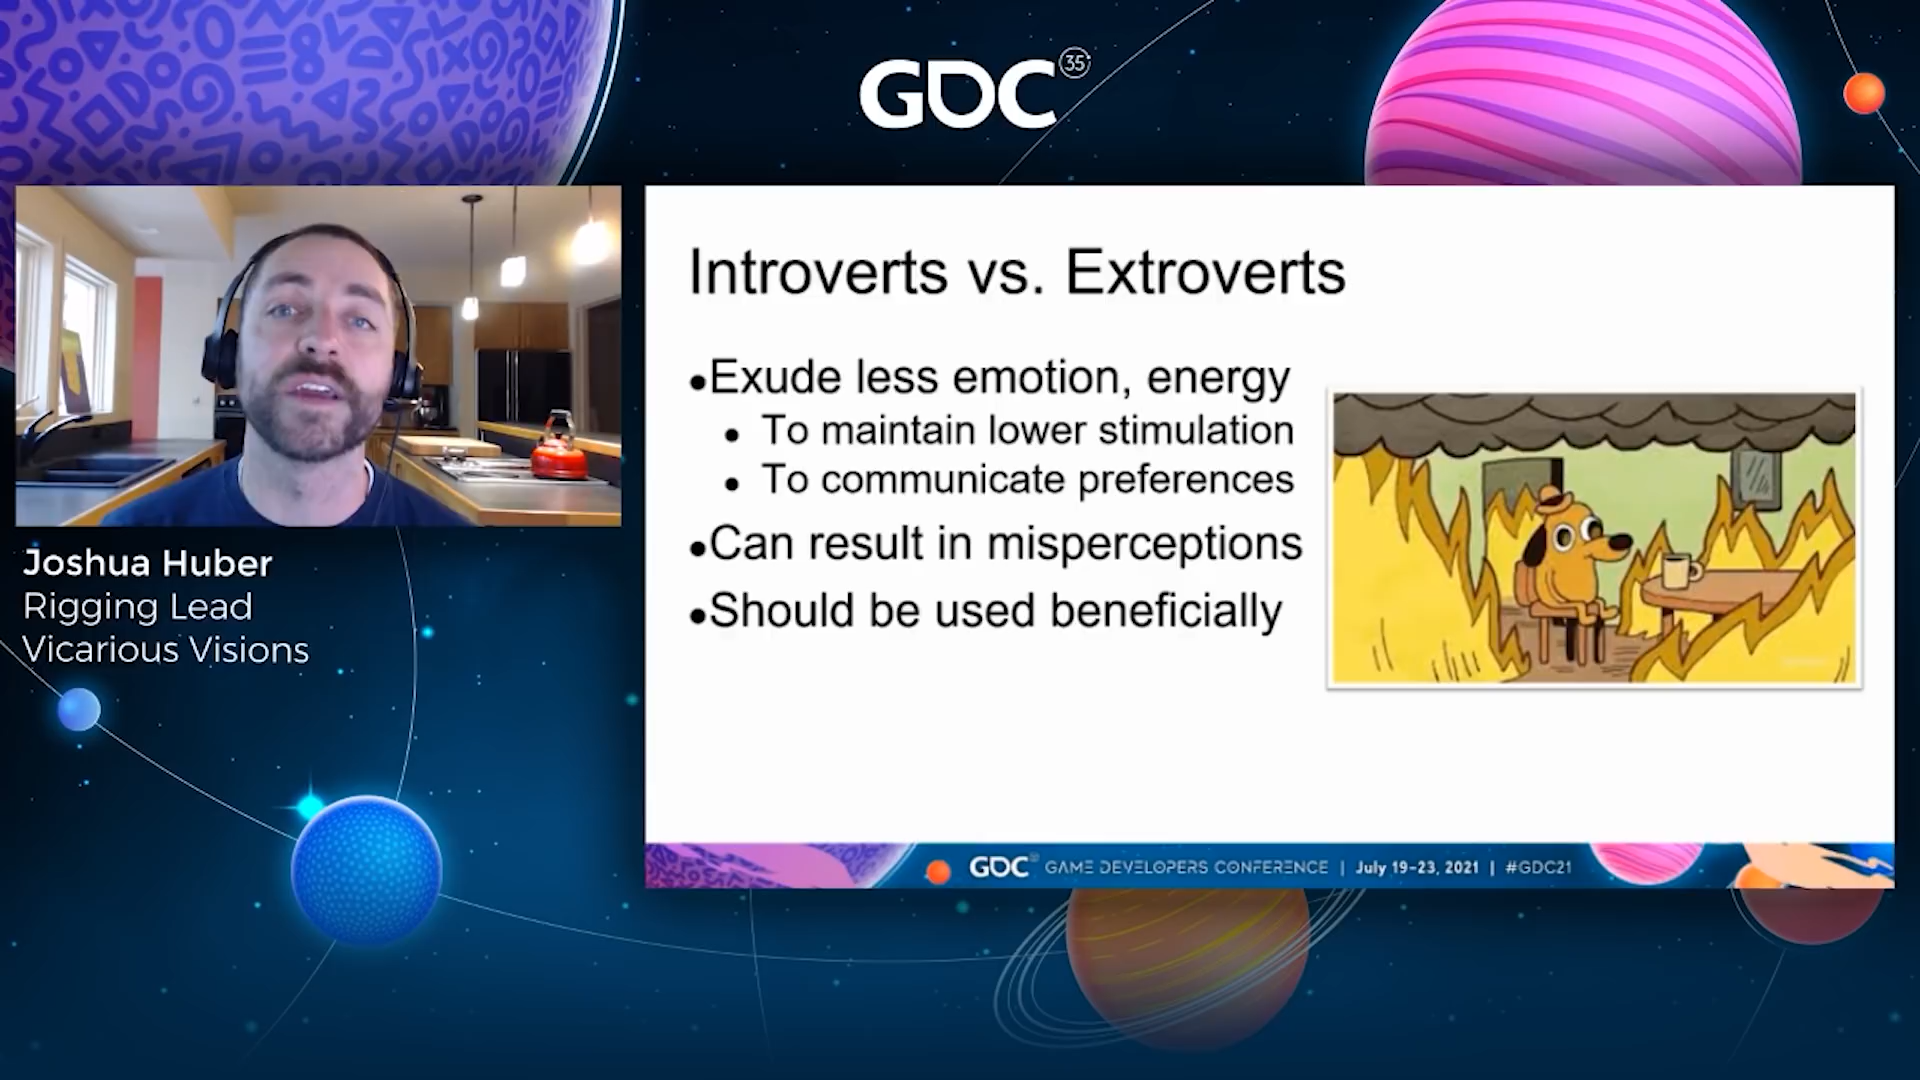 GDC 35
Joshua Huber
Rigging Lead
Vicarious Visions
Introverts vs. Extroverts
•Exude less emotion, energy
• To maintain lower stimulation
• To communicate preferences
•Can result in misperceptions
•Should be used beneficially
GDC GAME DEVELOPERS CONFERENCE | July 19-23, 2021 | #GDC21